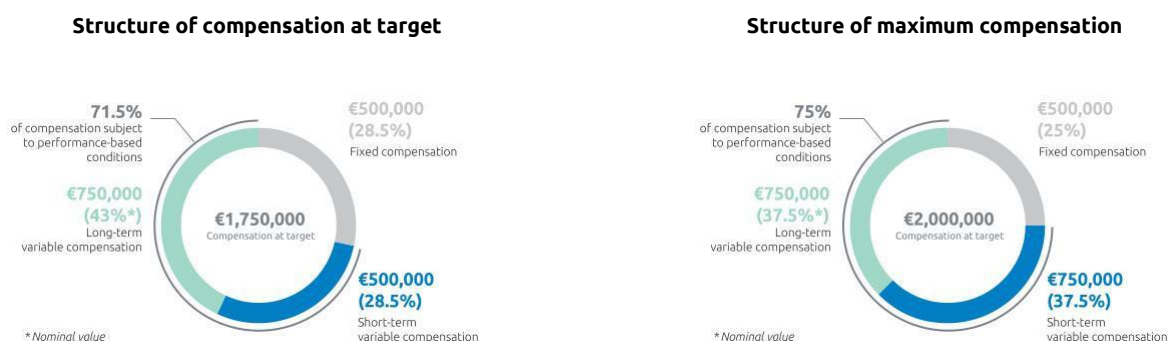 Structure of compensation at target
71.5%
of compensation subject
to performance-based
conditions
€500,000
(28.5%)
Fixed compensation
€750,000
(43%*)
Long-term
variable compensation
€1,750,000
Compensation at target
€500,000
(28.5%)
Short-term
variable compensation
* Nominal value
Structure of maximum compensation
75%
of compensation subject
to performance-based
conditions
€500,000
(25%)
Fixed compensation
€750,000
(37.5%*)
Long-term
variable compensation
€2,000,000
Compensation at target
€750,000
(37.5%)
Short-term
variable compensation
* Nominal value